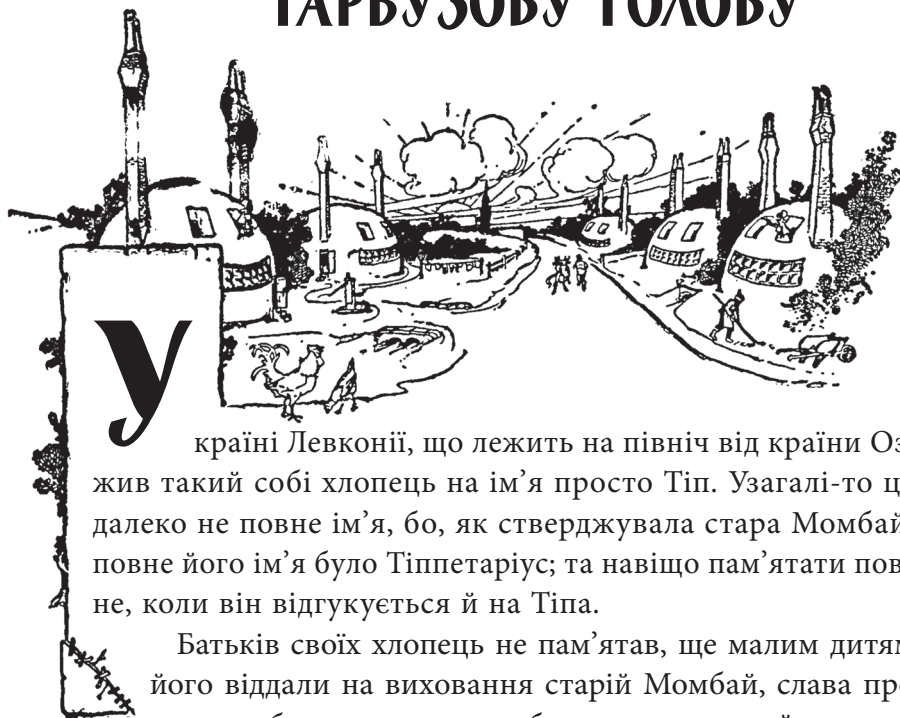 ГАРБУЗОВУ ГОЛОВУ
У
країні Левконії, що лежить на північ від країни Оз
жив такий собі хлопець на ім’я просто Тіп. Узагалі-то ц
далеко не повне ім’я, бо, як стверджувала стара Момбай
повне його ім’я було Тіппетаріус; та навіщо пам’ятати пов
не, коли він відгукується й на Тіпа.
Батьків своїх хлопець не пам’ятав, ще малим дитям
його віддали на виховання старій Момбай, слава про